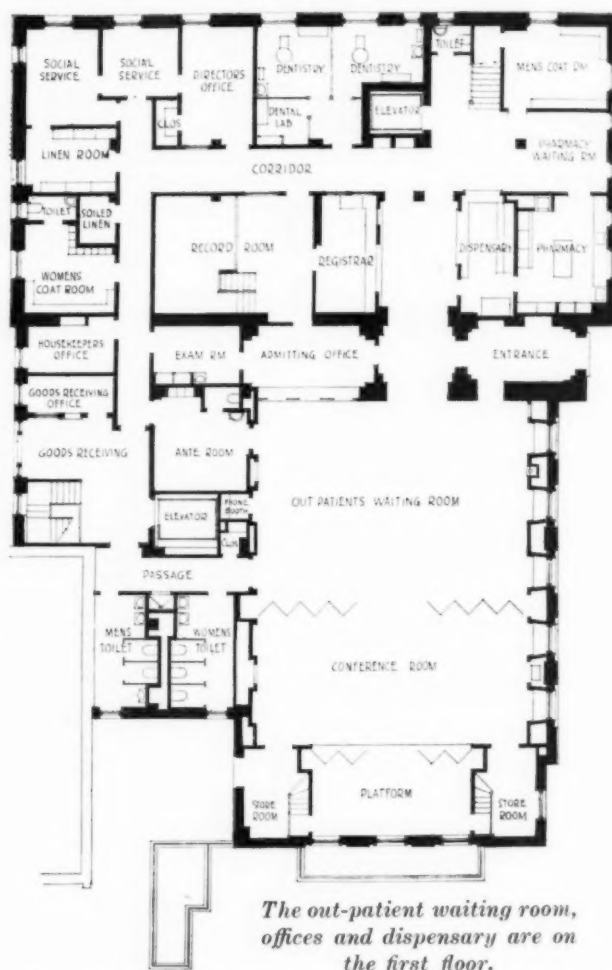 SOCIAL
SERVICE
SOCIAL
SERVICE
DIRECTORS
OFFICE
DENTISTRY
DENTISTRY
TOILET
MENS COAT RM.
CLOS.
DENTAL
LAB
ELEVATOR
LINEN ROOM
PHARMACY
WAITING RM
CORRIDOR
TOILET
SOILED
LINEN
RECORD ROOM
REGISTRAR
DISPENSARY
PHARMACY
WOMENS
COAT ROOM
HOUSEKEEPERS
OFFICE
EXAM RM.
ADMITTING OFFICE
ENTRANCE
GOODS RECEIVING
OFFICE
GOODS RECEIVING
ANTE ROOM
OUT PATIENTS WAITING ROOM
ELEVATOR
PHONE
BOOTH
CLOS
PASSAGE
MENS
TOILET
WOMENS
TOILET
CONFERENCE ROOM
STORE
ROOM
PLATFORM
STORE
ROOM
The out-patient waiting room,
offices and dispensary are on
the first floor.